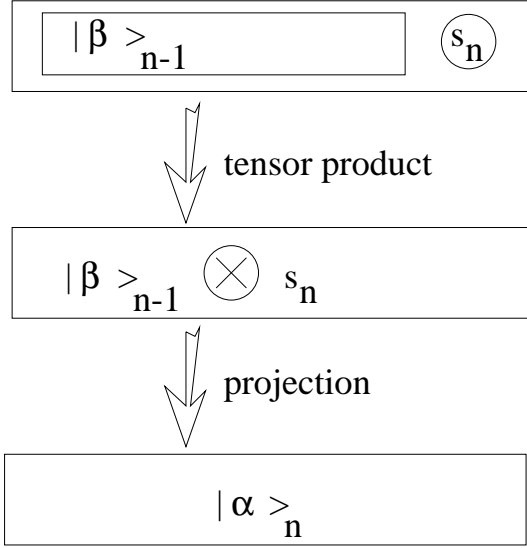 | β >n-1 sn
tensor product
| β >n-1 ⊗ sn
projection
| α >n